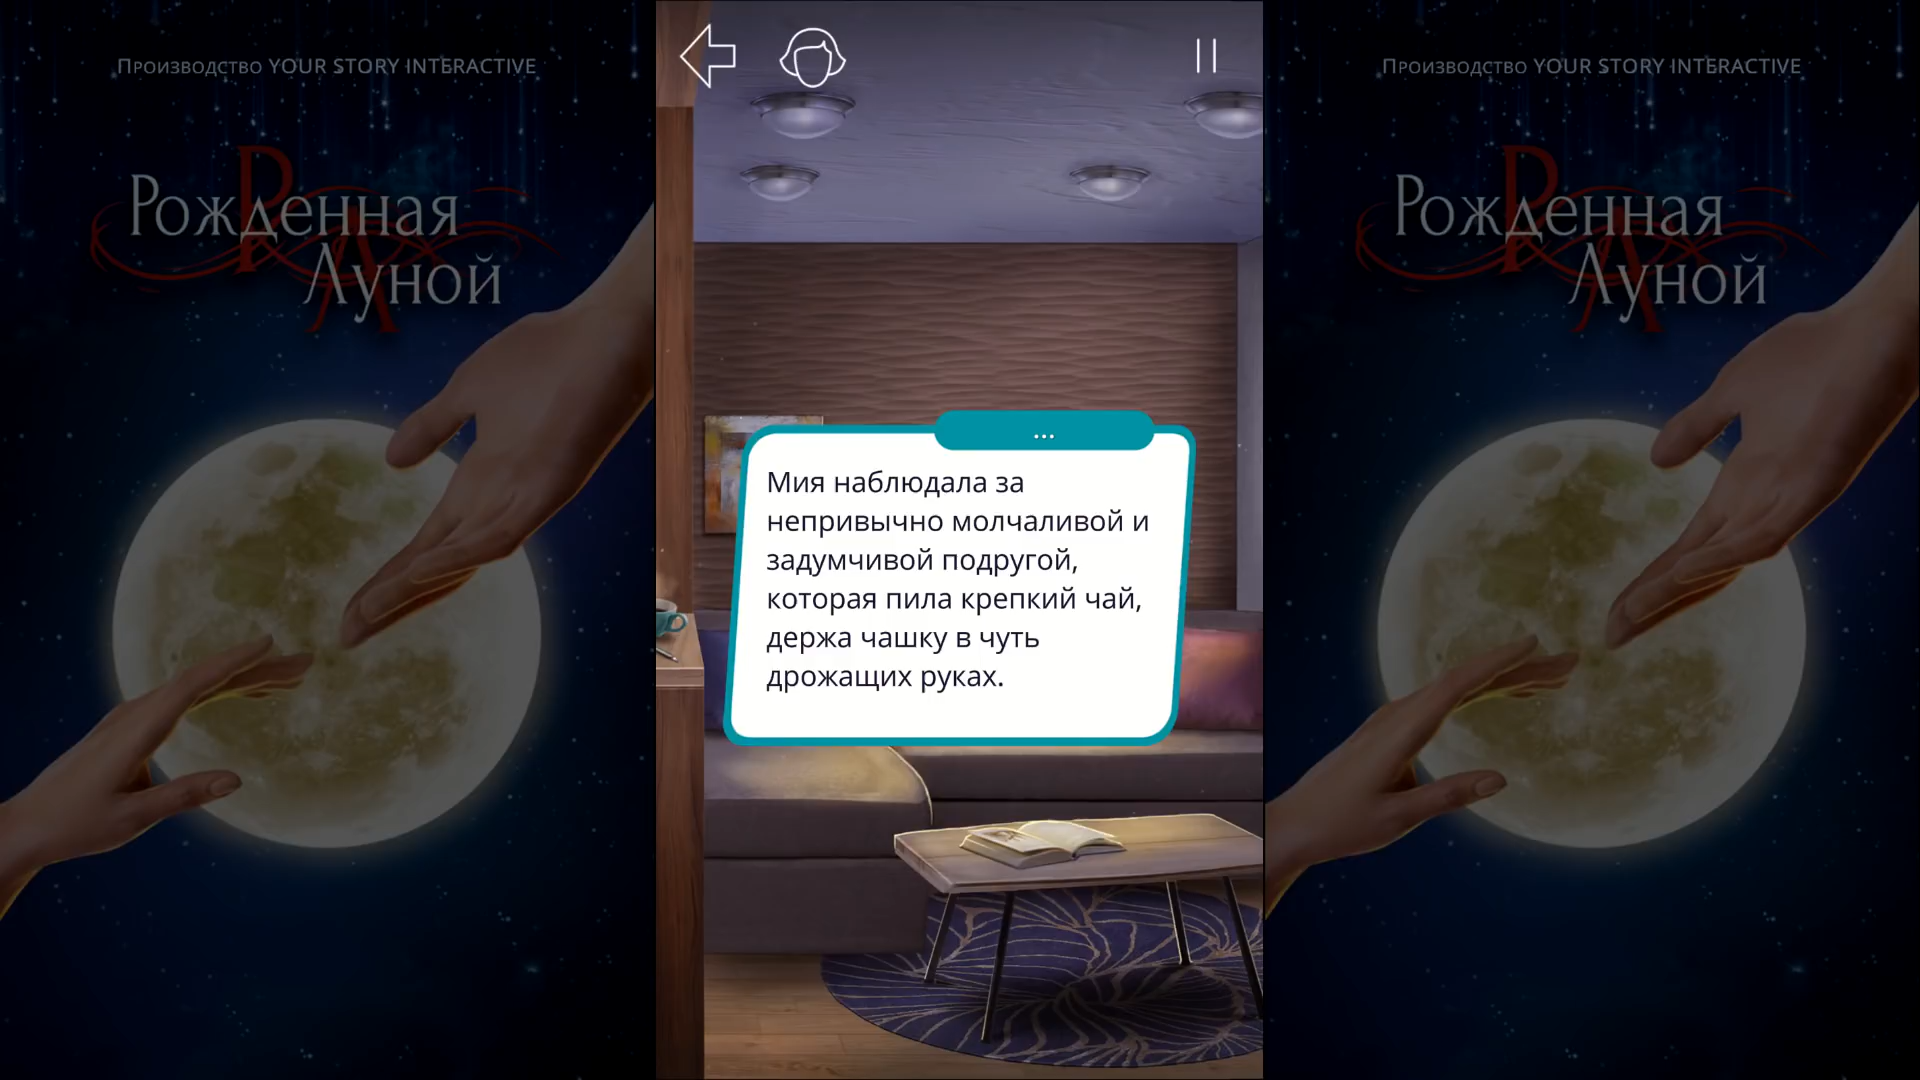 Производство YOUR STORY INTERACTIVE
Рожденная
Луной
...
Мия наблюдала за
непривычно молчаливой и
задумчивой подругой,
которая пила крепкий чай,
держа чашку в чуть
дрожащих руках.
Производство YOUR STORY INTERACTIVE
Рожденная
Луной